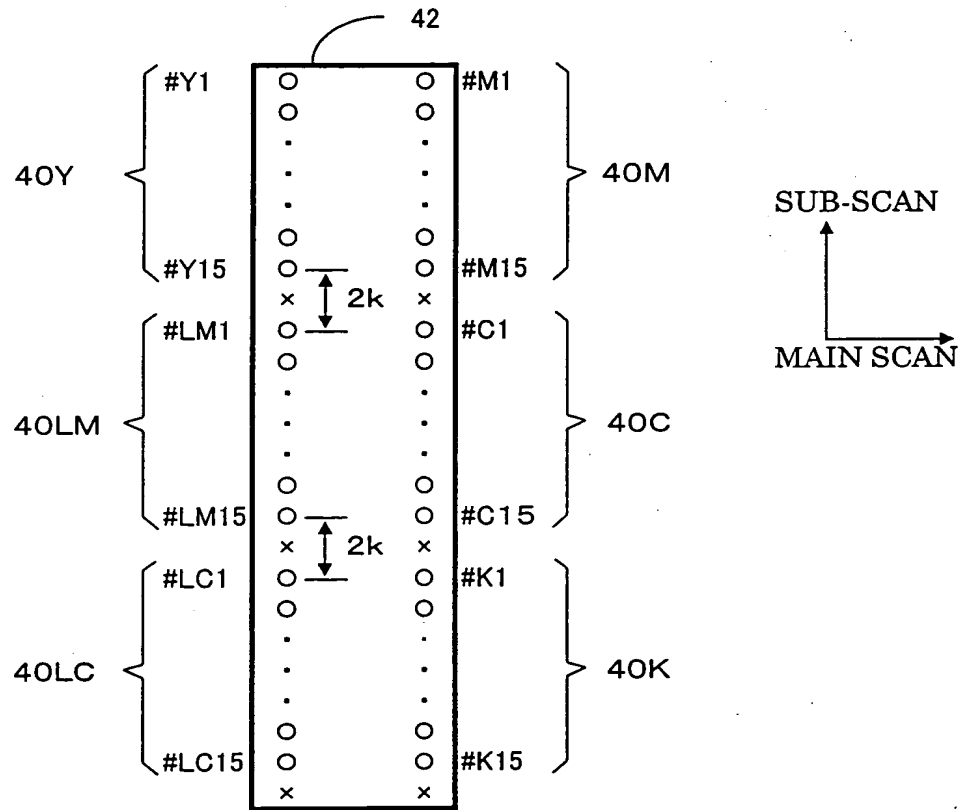 42
#Y1 #M1
40Y 40M
SUB-SCAN
#Y15 #M15
× 2k ×
#LM1 #C1
MAIN SCAN
40LM 40C
#LM15 #C15
× 2k ×
#LC1 #K1
40LC 40K
#LC15 #K15
× ×